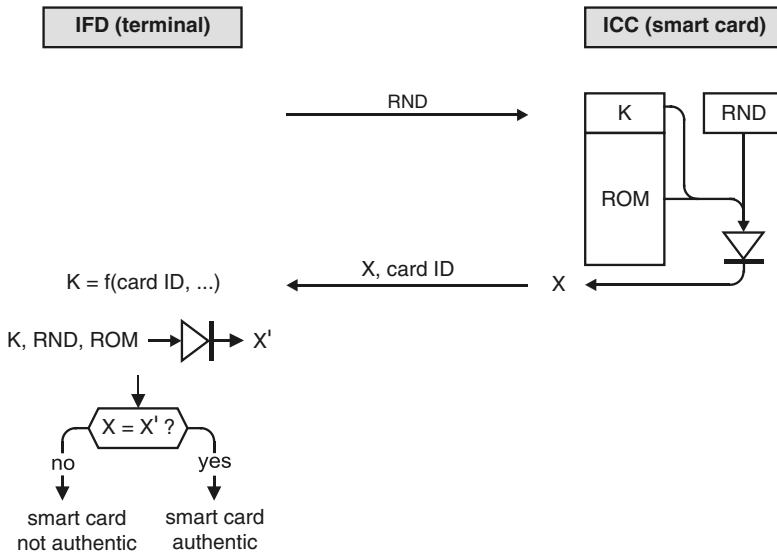 IFD (terminal)
ICC (smart card)
RND
K
RND
ROM
X, card ID
X
K = f(card ID, ...)
K, RND, ROM
X'
X = X' ?
no
yes
smart card
not authentic
smart card
authentic